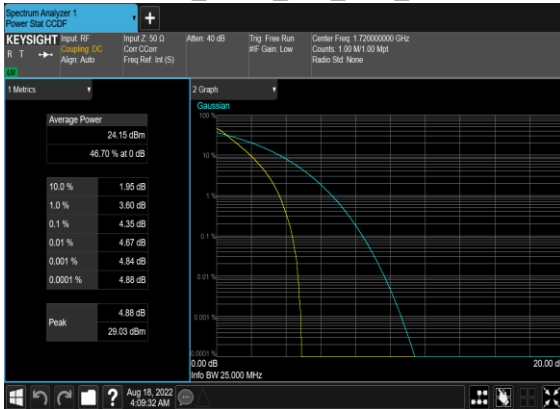 Spectrum Analyzer 1
Power Stat CCDF
KEYSIGHT
R T
LV
Input: RF
Coupling: DC
Align: Auto
Input Z: 50 Ω
Corr CCorr
Freq Ref: Int (S)
Atten: 40 dB
Trig: Free Run
#IF Gain: Low
Center Freq: 1.720000000 GHz
Counts: 1.00 M/1.00 Mpt
Radio Std: None
1 Metrics
Average Power
24.15 dBm
46.70 % at 0 dB
10.0 % 1.95 dB
1.0 % 3.60 dB
0.1 % 4.35 dB
0.01 % 4.67 dB
0.001 % 4.84 dB
0.0001 % 4.88 dB
Peak
4.88 dB
29.03 dBm
2 Graph
Gaussian
100 %
10 %
1 %
0.1 %
0.01 %
0.001 %
0.0001 %
0.00 dB
20.00 d
Info BW 25.000 MHz
?
Aug 18, 2022
4:09:32 AM